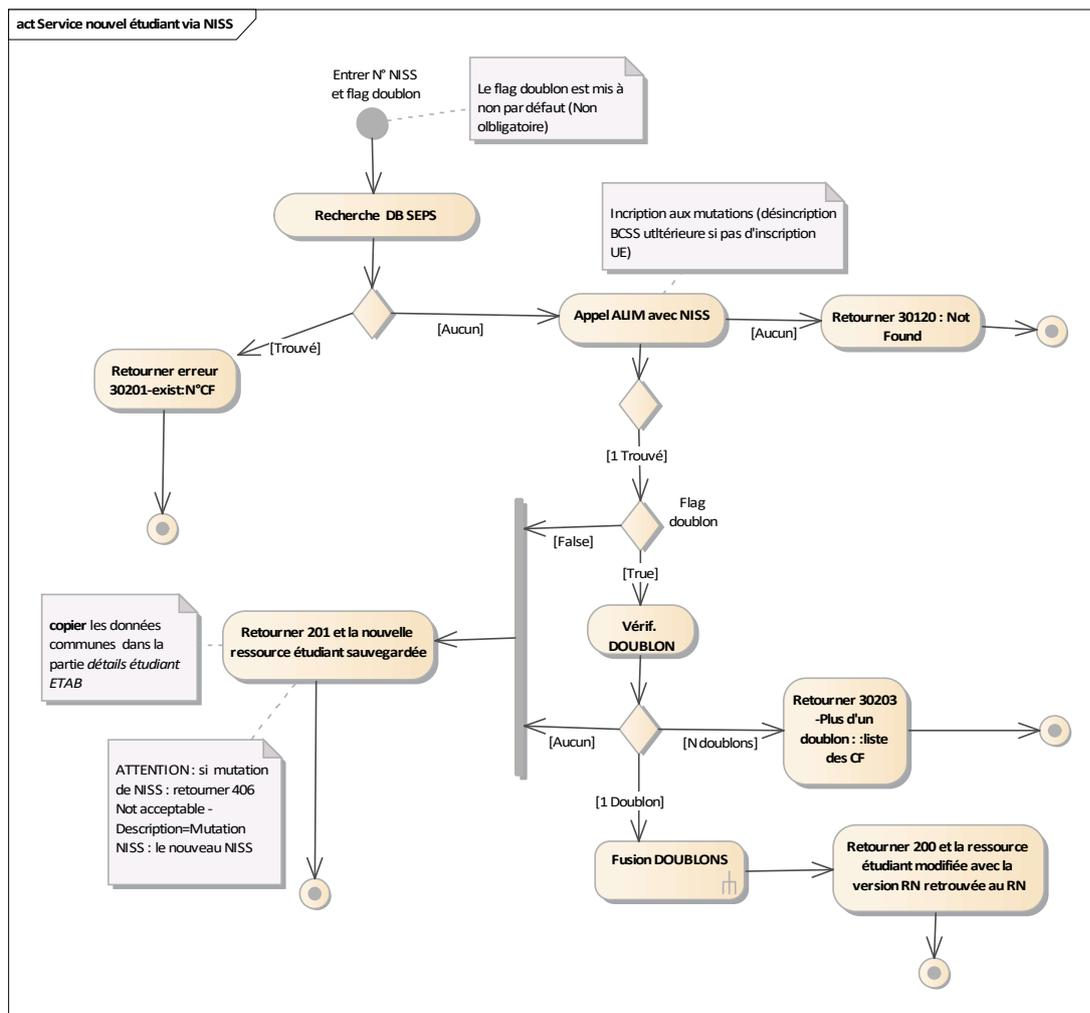 act Service nouvel étudiant via NISS
Entrer N° NISS
et flag doublon
Le flag doublon est mis à
non par défaut (Non
olbligatoire)
Recherche DB SEPS
Incription aux mutations (désincription
BCSS utltérieure si pas d'inscription
UE)
[Trouvé]
[Aucun]
Appel ALIM avec NISS
[Aucun]
Retourner 30120 : Not
Found
Retourner erreur
30201-exist:N°CF
[1 Trouvé]
Flag
doublon
[False]
[True]
Vérif.
DOUBLON
copier les données
communes dans la
partie détails étudiant
ETAB
Retourner 201 et la nouvelle
ressource étudiant sauvegardée
[Aucun]
[N doublons]
Retourner 30203
-Plus d'un
doublon : :liste
des CF
ATTENTION : si mutation
de NISS : retourner 406
Not acceptable -
Description=Mutation
NISS : le nouveau NISS
[1 Doublon]
Fusion DOUBLONS
Retourner 200 et la ressource
étudiant modifiée avec la
version RN retrouvée au RN